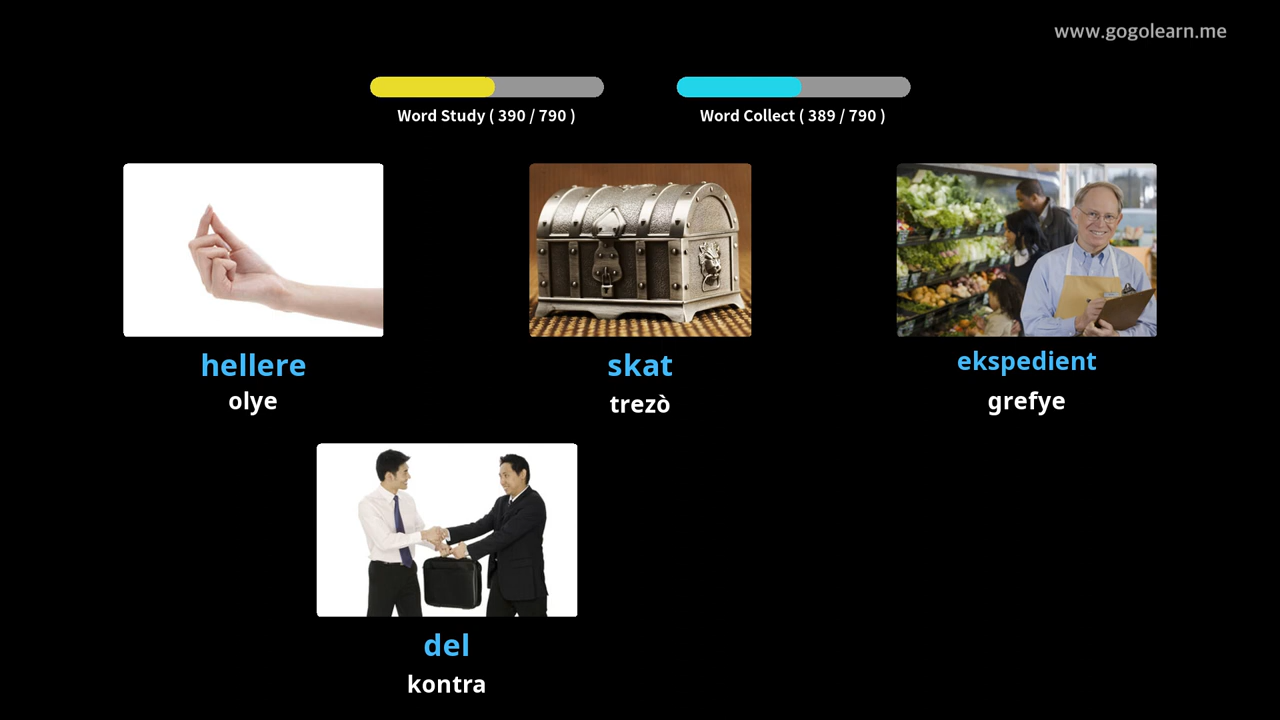 www.gogolearn.me
Word Study ( 390 / 790 )
Word Collect ( 389 / 790 )
hellere
olye
skat
trezò
ekspedient
grefye
del
kontra